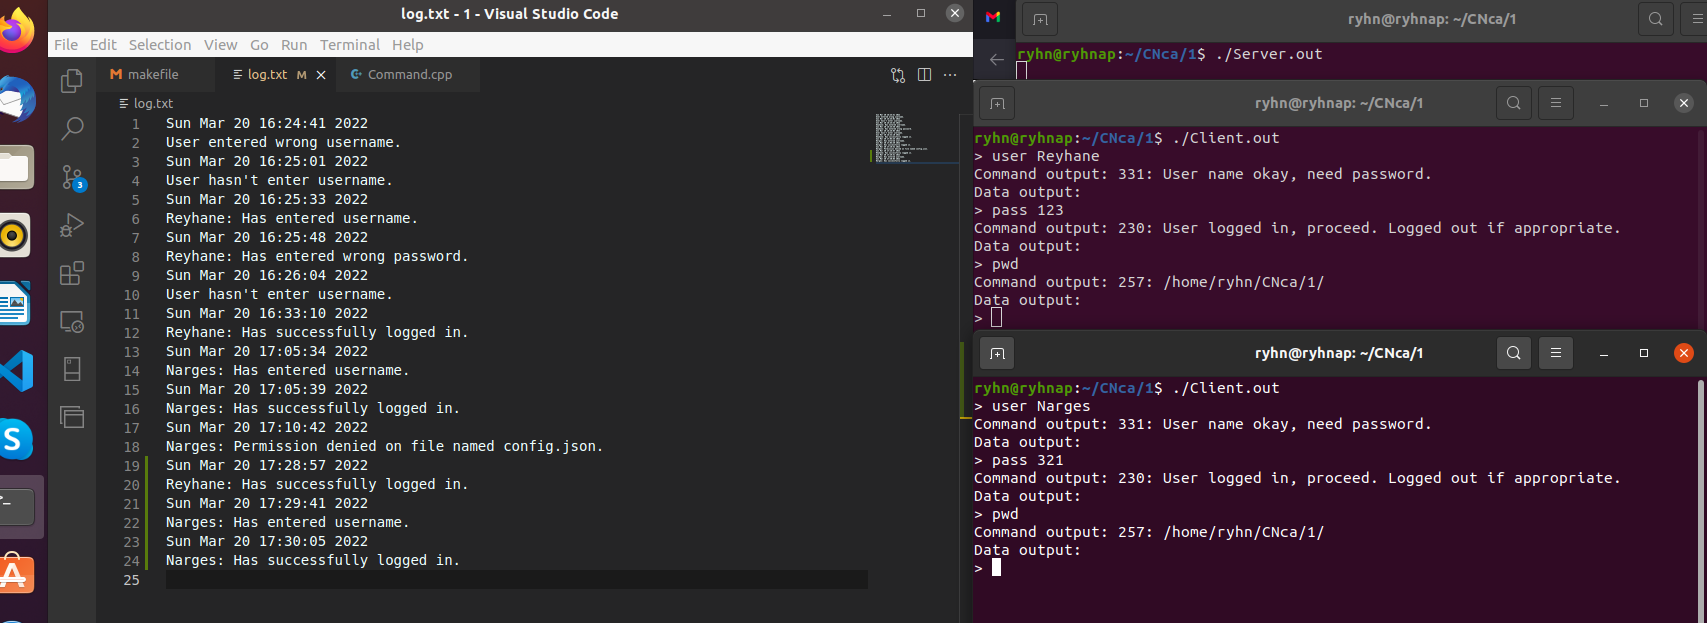 log.txt - 1 - Visual Studio Code
File Edit Selection View Go Run Terminal Help
makefile
log.txt M
Command.cpp
log.txt
3
1 Sun Mar 20 16:24:41 2022
2 User entered wrong username.
3 Sun Mar 20 16:25:01 2022
4 User hasn't enter username.
5 Sun Mar 20 16:25:33 2022
6 Reyhane: Has entered username.
7 Sun Mar 20 16:25:48 2022
8 Reyhane: Has entered wrong password.
9 Sun Mar 20 16:26:04 2022
10 User hasn't enter username.
11 Sun Mar 20 16:33:10 2022
12 Reyhane: Has successfully logged in.
13 Sun Mar 20 17:05:34 2022
14 Narges: Has entered username.
15 Sun Mar 20 17:05:39 2022
16 Narges: Has successfully logged in.
17 Sun Mar 20 17:10:42 2022
18 Narges: Permission denied on file named config.json.
19 Sun Mar 20 17:28:57 2022
20 Reyhane: Has successfully logged in.
21 Sun Mar 20 17:29:41 2022
22 Narges: Has entered username.
23 Sun Mar 20 17:30:05 2022
24 Narges: Has successfully logged in.
25
ryhn@ryhnap: ~/CNca/1
ryhn@ryhnap:~/CNca/1$ ./Server.out
ryhn@ryhnap: ~/CNca/1
ryhn@ryhnap:~/CNca/1$ ./Client.out
> user Reyhane
Command output: 331: User name okay, need password.
Data output:
> pass 123
Command output: 230: User logged in, proceed. Logged out if appropriate.
Data output:
> pwd
Command output: 257: /home/ryhn/CNca/1/
Data output:
>
ryhn@ryhnap: ~/CNca/1
ryhn@ryhnap:~/CNca/1$ ./Client.out
> user Narges
Command output: 331: User name okay, need password.
Data output:
> pass 321
Command output: 230: User logged in, proceed. Logged out if appropriate.
Data output:
> pwd
Command output: 257: /home/ryhn/CNca/1/
Data output:
>